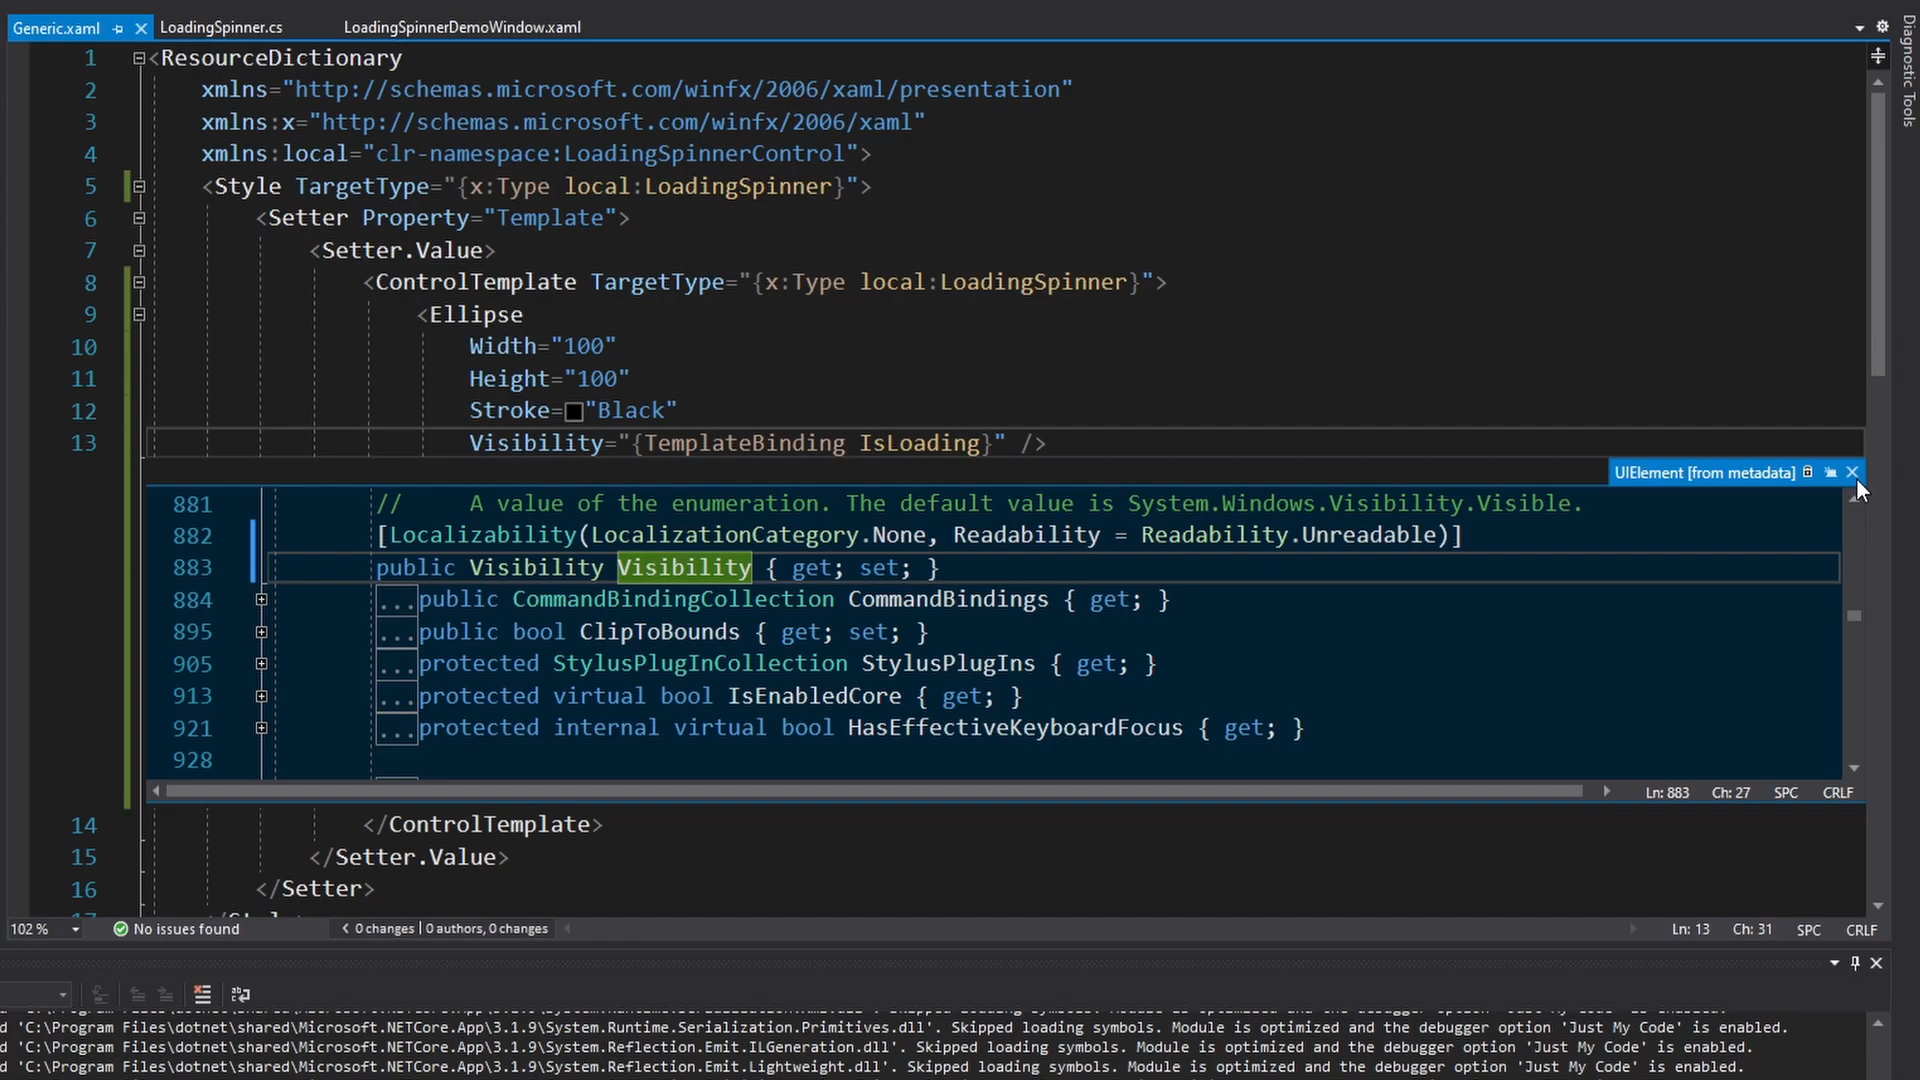 Generic.xaml LoadingSpinner.cs LoadingSpinnerDemoWindow.xaml
Diagnostic Tools
1 <ResourceDictionary
2 xmlns="http://schemas.microsoft.com/winfx/2006/xaml/presentation"
3 xmlns:x="http://schemas.microsoft.com/winfx/2006/xaml"
4 xmlns:local="clr-namespace:LoadingSpinnerControl">
5 <Style TargetType="{x:Type local:LoadingSpinner}">
6 <Setter Property="Template">
7 <Setter.Value>
8 <ControlTemplate TargetType="{x:Type local:LoadingSpinner}">
9 <Ellipse
10 Width="100"
11 Height="100"
12 Stroke="Black"
13 Visibility="{TemplateBinding IsLoading}" />
UIElement [from metadata]
881 // A value of the enumeration. The default value is System.Windows.Visibility.Visible.
882 [Localizability(LocalizationCategory.None, Readability = Readability.Unreadable)]
883 public Visibility Visibility { get; set; }
884 ...public CommandBindingCollection CommandBindings { get; }
895 ...public bool ClipToBounds { get; set; }
905 ...protected StylusPlugInCollection StylusPlugIns { get; }
913 ...protected virtual bool IsEnabledCore { get; }
921 ...protected internal virtual bool HasEffectiveKeyboardFocus { get; }
928
Ln: 883 Ch: 27 SPC CRLF
14 </ControlTemplate>
15 </Setter.Value>
16 </Setter>
102 % No issues found 0 changes | 0 authors, 0 changes Ln: 13 Ch: 31 SPC CRLF
d 'C:\Program Files\dotnet\shared\Microsoft.NETCore.App\3.1.9\System.Runtime.Serialization.Primitives.dll'. Skipped loading symbols. Module is optimized and the debugger option 'Just My Code' is enabled.
d 'C:\Program Files\dotnet\shared\Microsoft.NETCore.App\3.1.9\System.Reflection.Emit.ILGeneration.dll'. Skipped loading symbols. Module is optimized and the debugger option 'Just My Code' is enabled.
d 'C:\Program Files\dotnet\shared\Microsoft.NETCore.App\3.1.9\System.Reflection.Emit.Lightweight.dll'. Skipped loading symbols. Module is optimized and the debugger option 'Just My Code' is enabled.